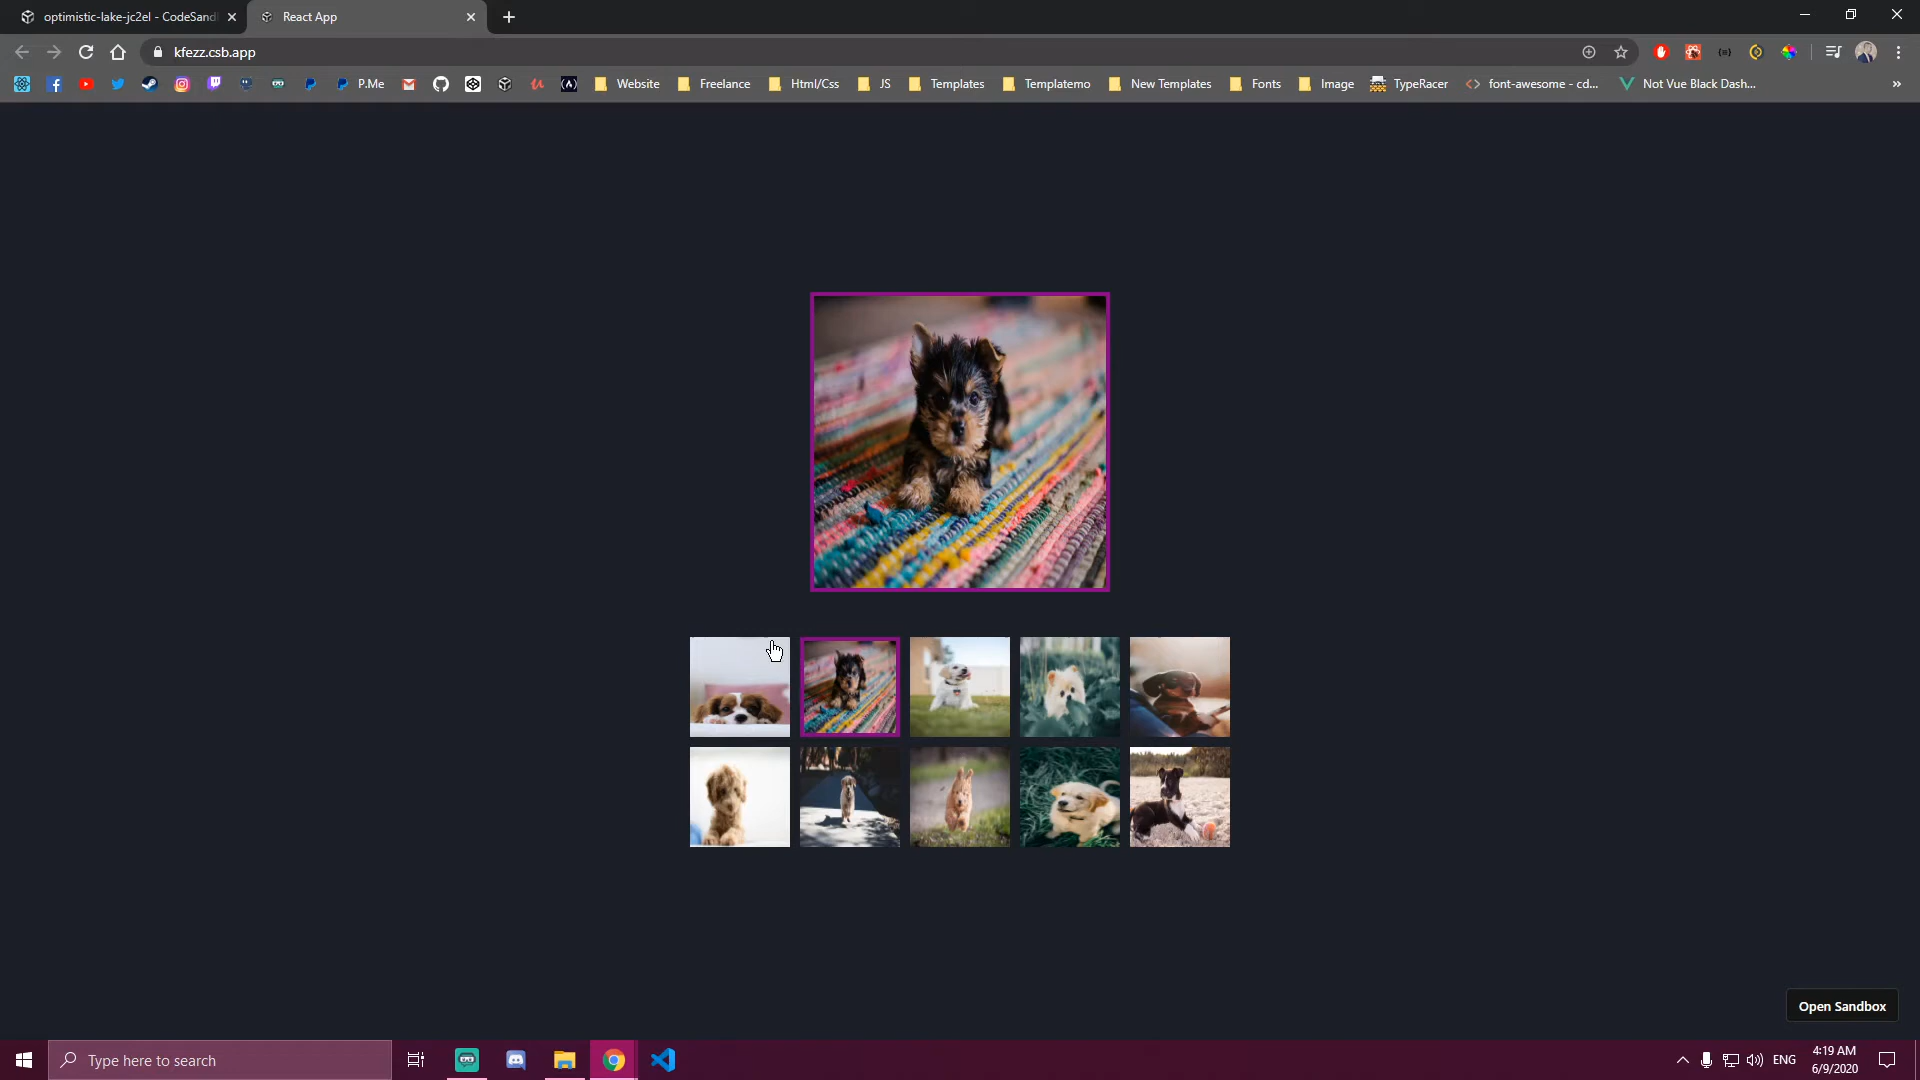 optimistic-lake-jc2el - CodeSand
React App
kfezz.csb.app
P.Me
Website
Freelance
Html/Css
JS
Templates
Templatemo
New Templates
Fonts
Image
TypeRacer
font-awesome - cd...
Not Vue Black Dash...
»
Open Sandbox
Type here to search
ENG
4:19 AM
6/9/2020